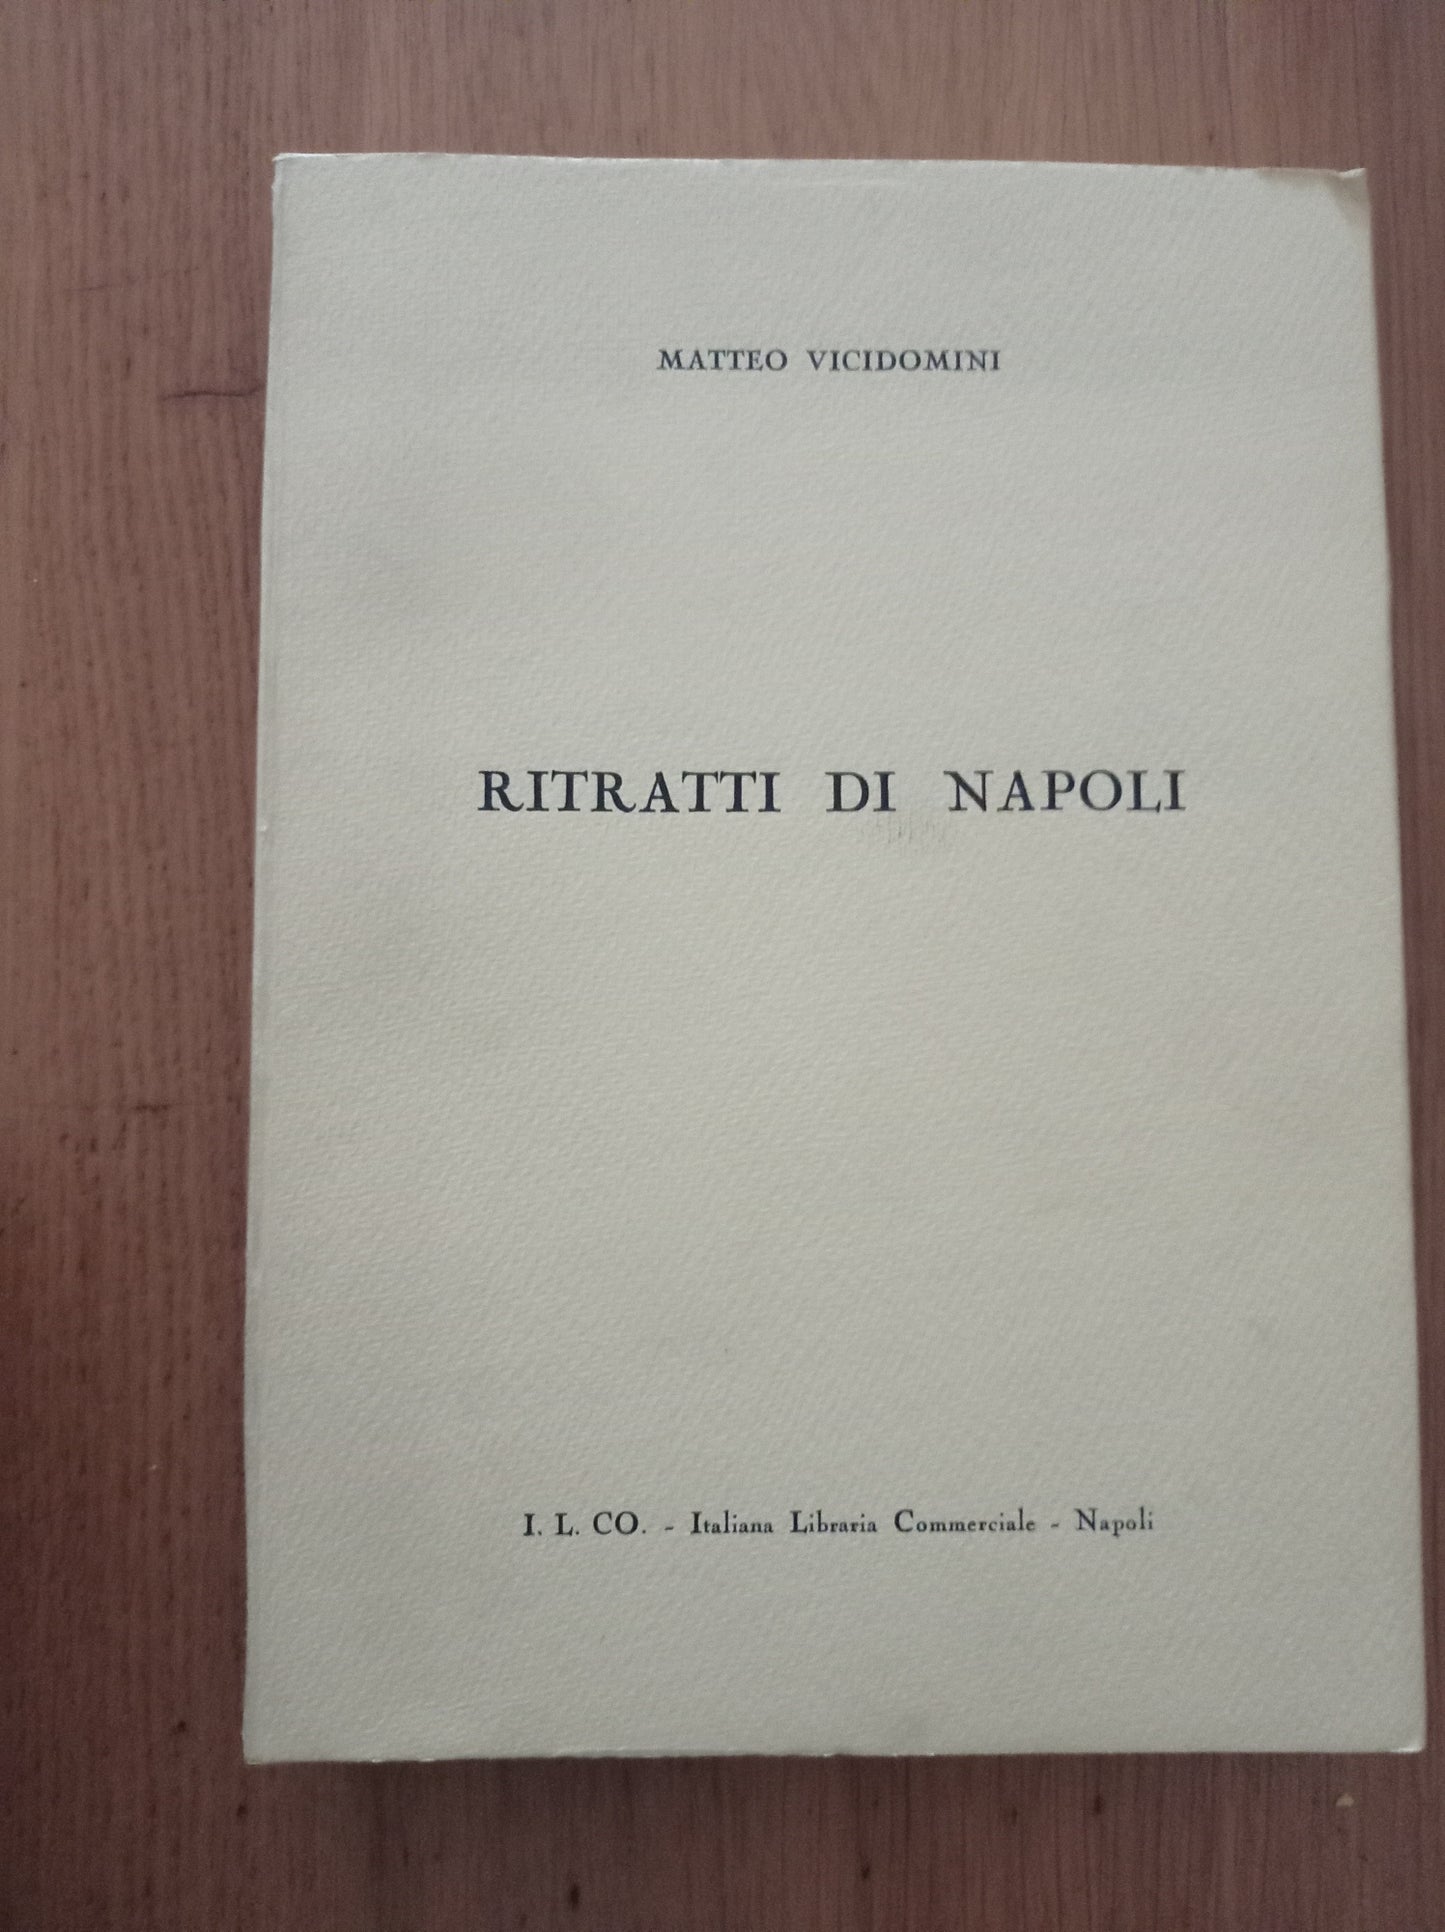 MATTEO VICIDOMINI
RITRATTI DI NAPOLI
I. L. CO. - Italiana Libraria Commerciale - Napoli